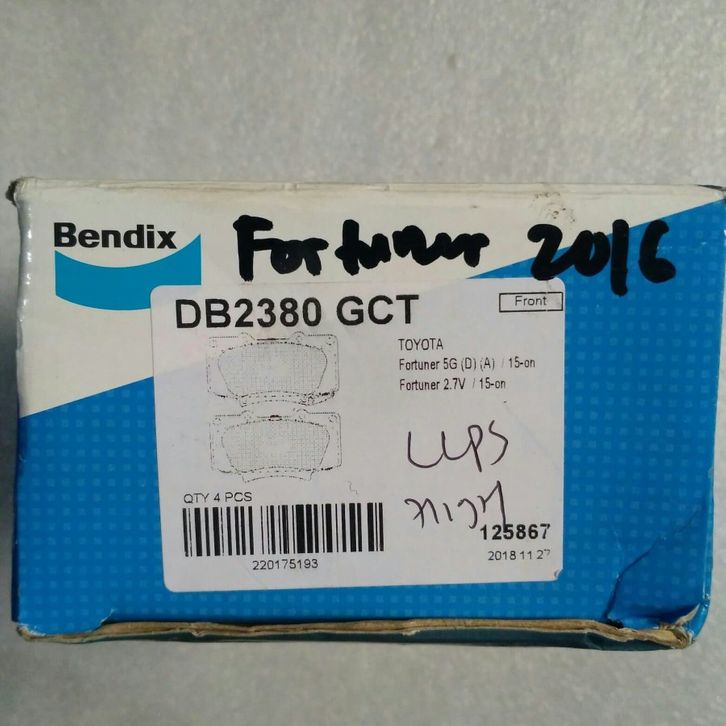 Bendix
Fortuner 2016
DB2380 GCT
Front
TOYOTA
Fortuner 5G (D) (A) / 15-on
Fortuner 2.7V / 15-on
QTY 4 PCS
125867
220175193
2018 11 27